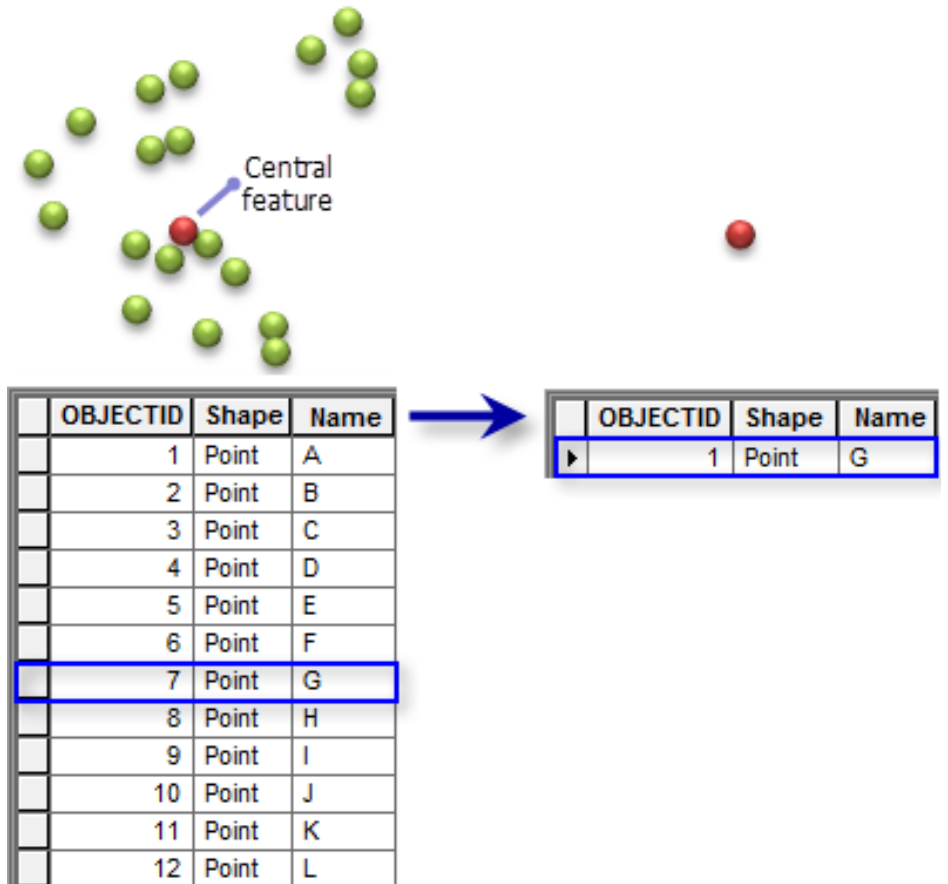 Central
feature
OBJECTID Shape Name
1 Point A
2 Point B
3 Point C
4 Point D
5 Point E
6 Point F
7 Point G
8 Point H
9 Point I
10 Point J
11 Point K
12 Point L
OBJECTID Shape Name
1 Point G